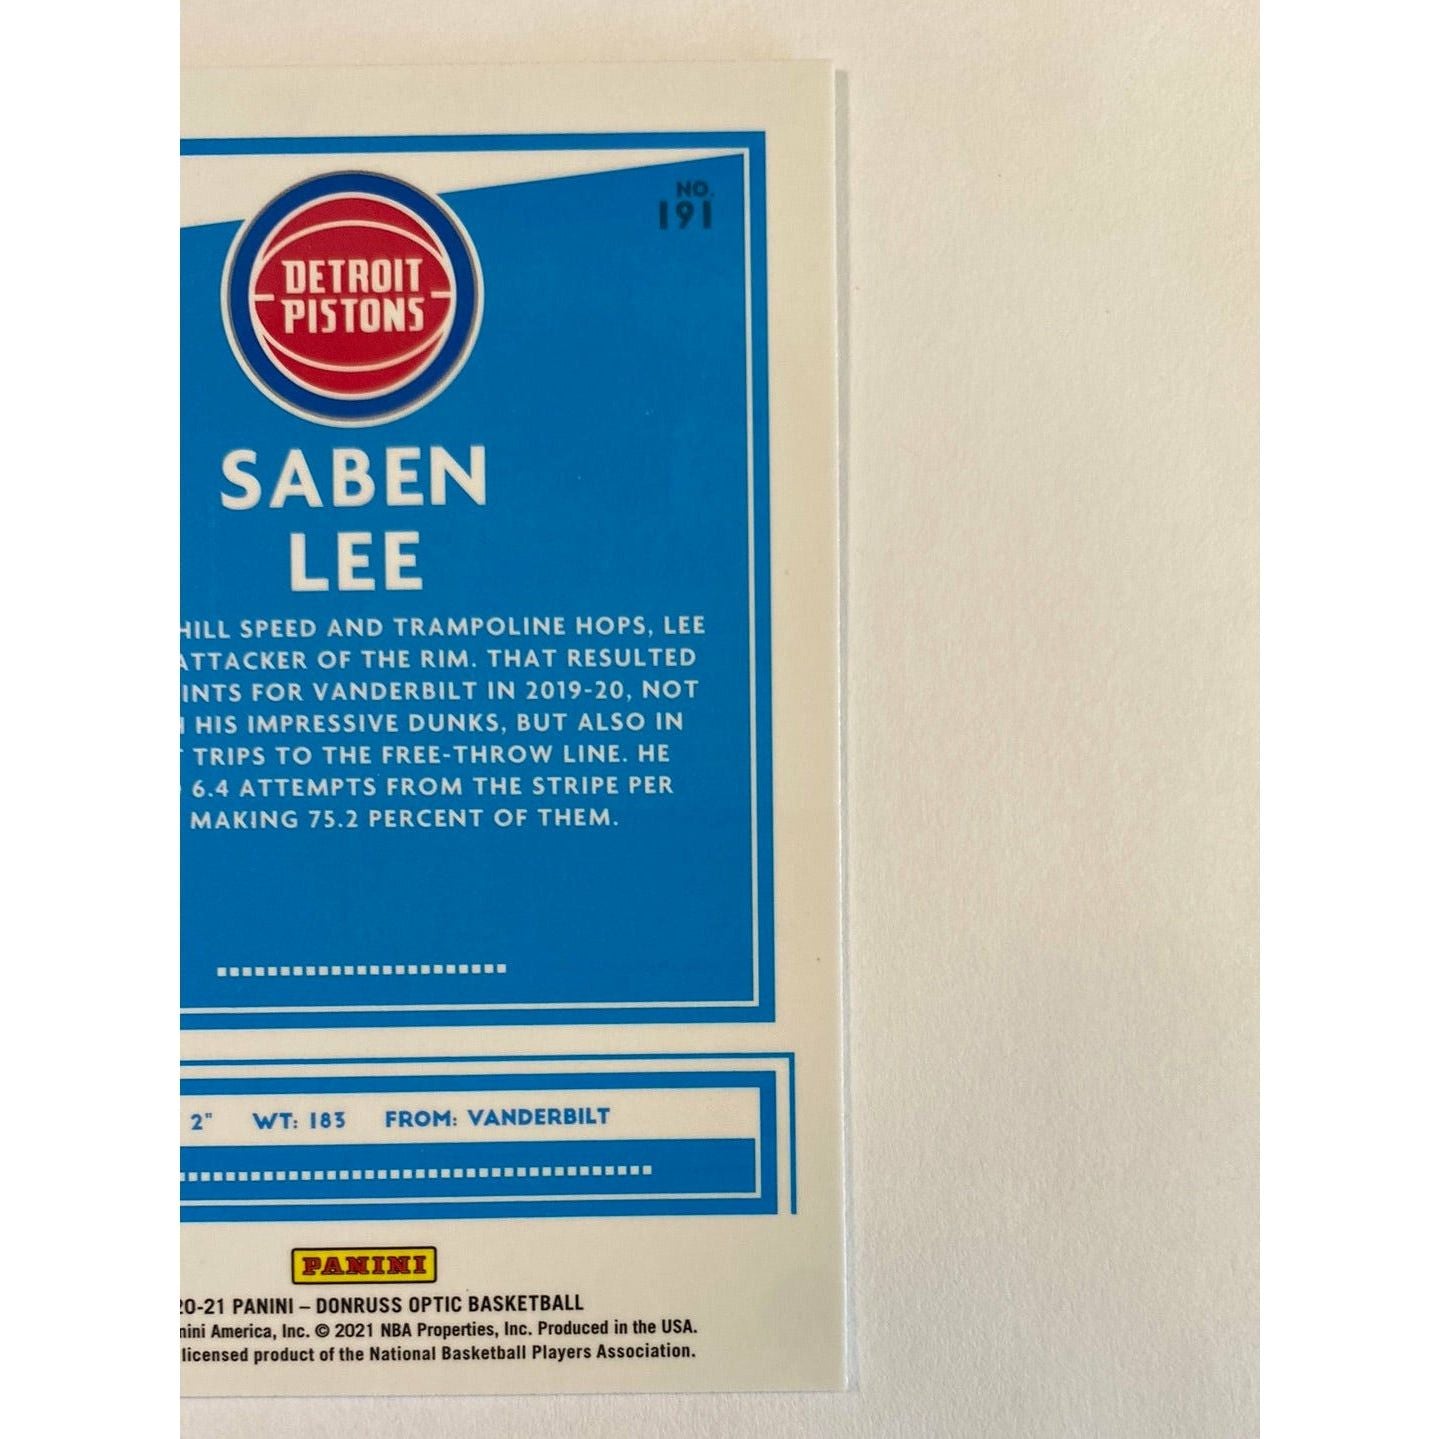 NO.
191
DETROIT
PISTONS
SABEN
LEE
HILL SPEED AND TRAMPOLINE HOPS, LEE
ATTACKER OF THE RIM. THAT RESULTED
INTS FOR VANDERBILT IN 2019-20, NOT
HIS IMPRESSIVE DUNKS, BUT ALSO IN
TRIPS TO THE FREE-THROW LINE. HE
6.4 ATTEMPTS FROM THE STRIPE PER
MAKING 75.2 PERCENT OF THEM.
2" WT: 183 FROM: VANDERBILT
PANINI
20-21 PANINI – DONRUSS OPTIC BASKETBALL
nini America, Inc. © 2021 NBA Properties, Inc. Produced in the USA.
licensed product of the National Basketball Players Association.